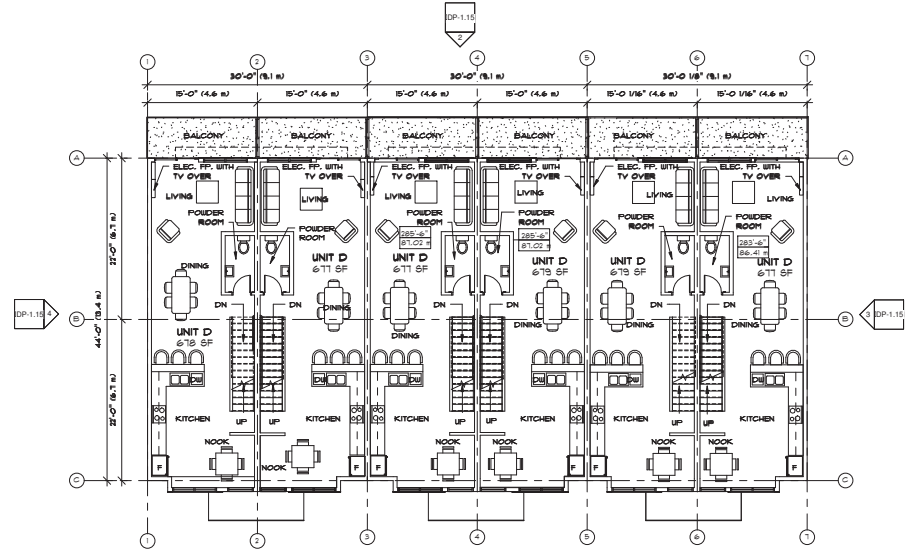 IDP-1.15
2
1 2 3 4 5 6 7
30'-0" (9.1 m) 30'-0" (9.1 m) 30'-0 1/8" (9.1 m)
15'-0" (4.6 m) 15'-0" (4.6 m) 15'-0" (4.6 m) 15'-0" (4.6 m) 15'-0 1/16" (4.6 m) 15'-0 1/16" (4.6 m)
BALCONY BALCONY BALCONY BALCONY BALCONY BALCONY
A A
ELEC. FP. WITH ELEC. FP. WITH ELEC. FP. WITH ELEC. FP. WITH ELEC. FP. WITH ELEC. FP. WITH
TV OVER TV OVER TV OVER TV OVER TV OVER TV OVER
LIVING LIVING LIVING LIVING LIVING LIVING
POWDER POWDER POWDER POWDER POWDER POWDER
ROOM ROOM ROOM ROOM ROOM ROOM
285'-6" 285'-6" 283'-6"
87.02 m 87.02 m 86.41 m
22'-0" (6.7 m)
UNIT D UNIT D UNIT D UNIT D UNIT D
677 SF 677 SF 679 SF 679 SF 677 SF
DINING
DN DN DN DN DN DN
DINING DINING DINING DINING DINING
IDP-1.15 4
B B
3 IDP-1.15
44'-0" (13.4 m)
UNIT D
678 SF
22'-0" (6.7 m)
DW DW DW DW DW DW
KITCHEN KITCHEN KITCHEN KITCHEN KITCHEN KITCHEN
UP UP UP UP UP UP
NOOK NOOK NOOK NOOK NOOK NOOK
F F F F F F
C C
1 2 3 4 5 6 7